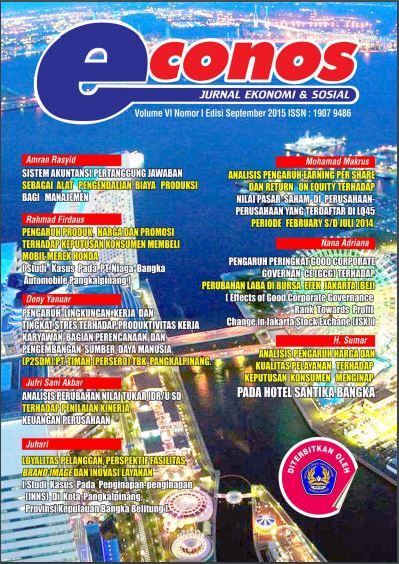 econos
JURNAL EKONOMI & SOSIAL
Volume VI Nomor I Edisi September 2015 ISSN : 1907 9486
Amran Rasyid
SISTEM AKUNTANSI PERTANGGUNG JAWABAN
SEBAGAI ALAT PENGENDALIAN BIAYA PRODUKSI
BAGI MANAJEMEN
Rahmad Firdaus
PENGARUH PRODUK, HARGA DAN PROMOSI
TERHADAP KEPUTUSAN KONSUMEN MEMBELI
MOBIL MEREK HONDA
( Studi Kasus Pada PT Niaga Bangka
Automobile Pangkalpinang)
Dony Yanuar
PENGARUH LINGKUNGAN KERJA DAN
TINGKAT STRES TERHADAP PRODUKTIVITAS KERJA
KARYAWAN BAGIAN PERENCANAAN DAN
PENGEMBANGAN SUMBER DAYA MANUSIA
(P2SDM) PT TIMAH (PERSERO) TBK PANGKALPINANG.
Jufri Sani Akbar
ANALISIS PERUBAHAN NILAI TUKAR IDR/U SD
TERHADAP PENILAIAN KINERJA
KEUANGAN PERUSAHAAN
Juhari
LOYALITAS PELANGGAN, PERSPEKTIF FASILITAS,
BRAND IMAGE DAN INOVASI LAYANAN
( Studi Kasus Pada Penginapan-penginapan
(INNS) Di Kota Pangkalpinang,
Provinsi Kepulauan Bangka Belitung )
Mohamad Makrus
ANALISIS PENGARUH EARNING PER SHARE
DAN RETURN ON EQUITY TERHADAP
NILAI PASAR SAHAM DI PERUSAHAAN-
PERUSAHAAN YANG TERDAFTAR DI LQ45
PERIODE FEBRUARY S/D JULI 2014
Nana Adriana
PENGARUH PERINGKAT GOOD CORPORATE
GOVERNAN CE (GCG) TERHADAP
PERUBAHAN LABA DI BURSA EFEK JAKARTA (BEJ)
( Effects of Good Corporate Governance
Rank Towards Profit
Change in Jakarta Stock Exchane (JSX) )
H. Sumar
ANALISIS PENGARUH HARGA DAN
KUALITAS PELAYANAN TERHADAP
KEPUTUSAN KONSUMEN MENGINAP
PADA HOTEL SANTIKA BANGKA
DITERBITKAN OLEH